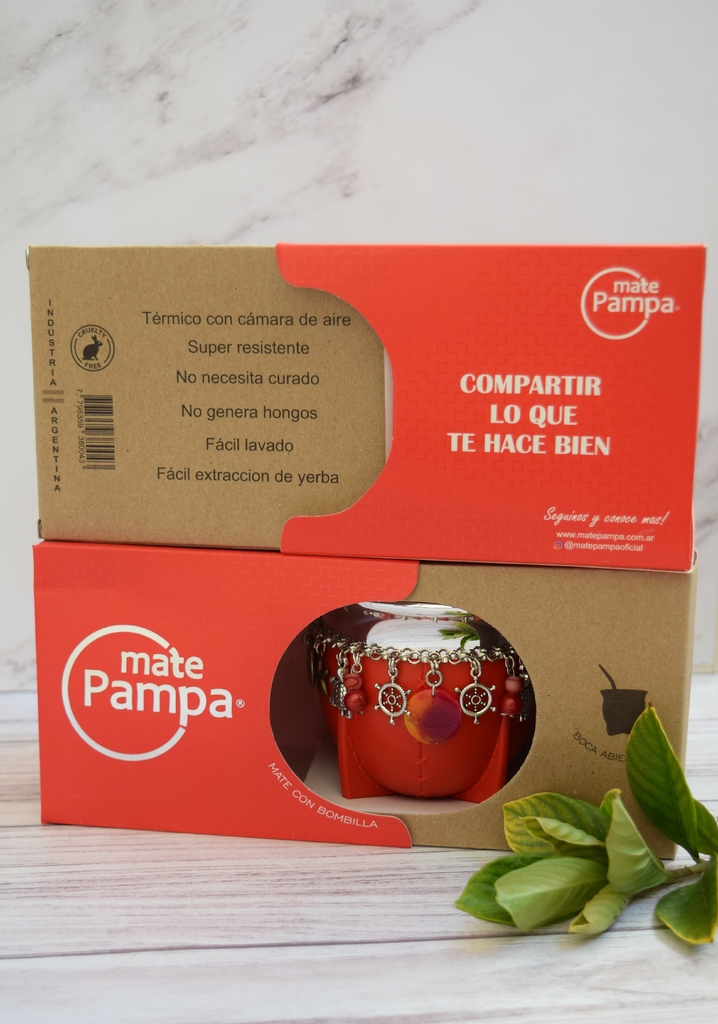 INDUSTRIA
ARGENTINA
CRUELTY
FREE
Térmico con cámara de aire
Super resistente
No necesita curado
No genera hongos
Fácil lavado
Fácil extraccion de yerba
mate
Pampa
COMPARTIR
LO QUE
TE HACE BIEN
Seguinos y conoce mas!
www.matepampa.com.ar
@matepampaoficial
mate
Pampa®
MATE CON BOMBILLA
BOCA